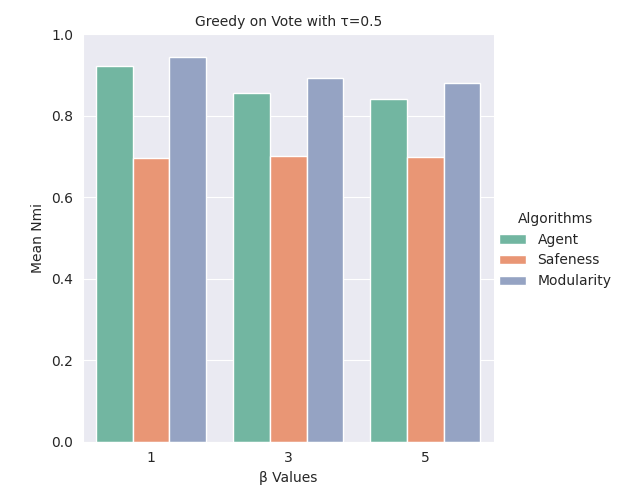 Greedy on Vote with τ=0.5
1.0
0.8
0.6
0.4
0.2
0.0
Mean Nmi
1 3 5
β Values
Algorithms
Agent
Safeness
Modularity